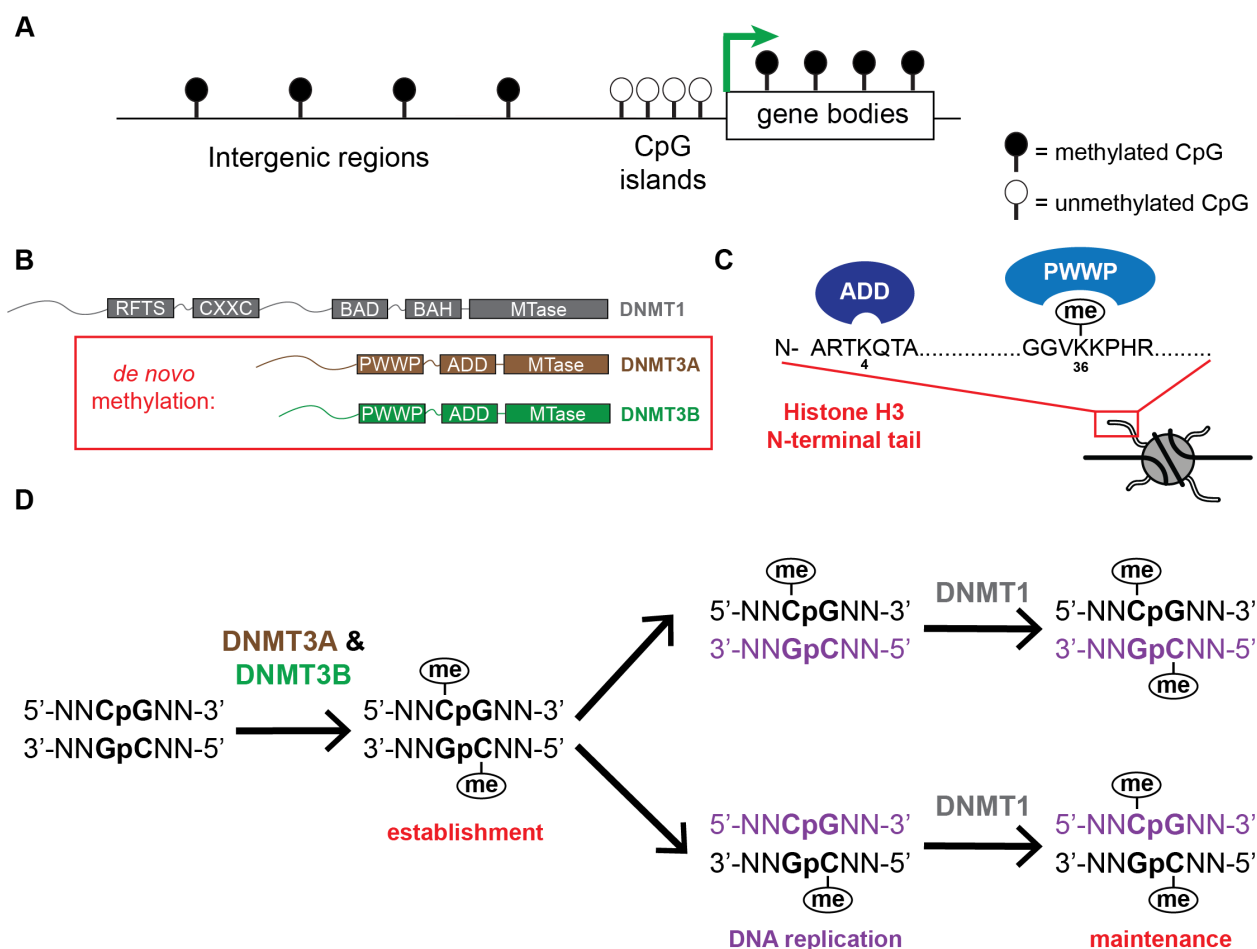 A
Intergenic regions
CpG
islands
gene bodies
= methylated CpG
= unmethylated CpG
B
RFTS CXXC BAD BAH MTase DNMT1
de novo
methylation:
PWWP ADD MTase DNMT3A
PWWP ADD MTase DNMT3B
C
ADD
PWWP
me
N- ARTKQTA................GGVKKPHR.........
4 36
Histone H3
N-terminal tail
D
5’-NNCpGNN-3’
3’-NNGpCNN-5’
DNMT3A &
DNMT3B
me
5’-NNCpGNN-3’
3’-NNGpCNN-5’
me
establishment
me
5’-NNCpGNN-3’
3’-NNGpCNN-5’
DNMT1
me
5’-NNCpGNN-3’
3’-NNGpCNN-5’
me
5’-NNCpGNN-3’
3’-NNGpCNN-5’
me
DNA replication
DNMT1
me
5’-NNCpGNN-3’
3’-NNGpCNN-5’
me
maintenance